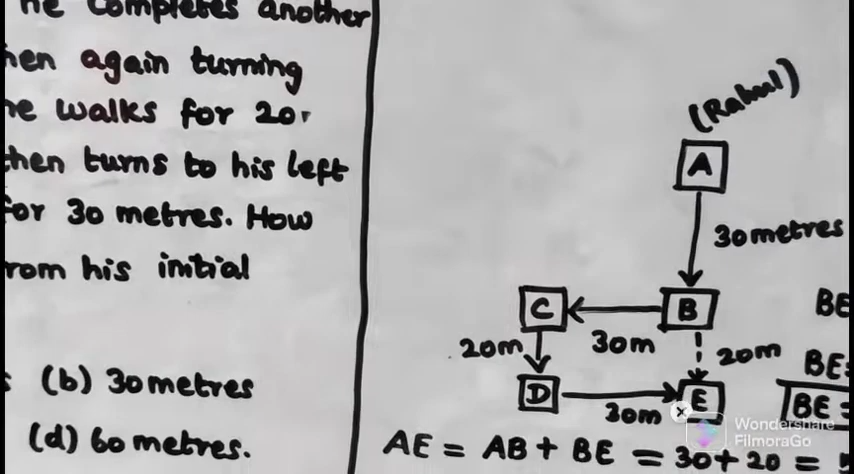 he completes another
hen again turning
he walks for 20
then turns to his left
for 30 metres. How
rom his initial
(b) 30 metres
(d) 60 metres.
(Rahul)
A
30 metres
C
B
BE
20m
30m
20m
BE=
D
30m
E
BE =
AE = AB + BE = 30 + 20 =
Wondershare
FilmoraGo